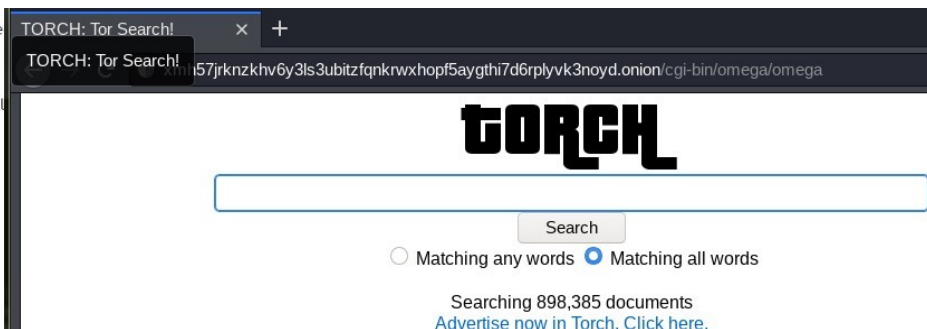 TORCH: Tor Search!
TORCH: Tor Search!
57jrknzkhv6y3ls3ubitzfqnkrwxhopf5aygthi7d6rplyvk3noyd.onion/cgi-bin/omega/omega
TORCH
Search
Matching any words Matching all words
Searching 898,385 documents
Advertise now in Torch. Click here.